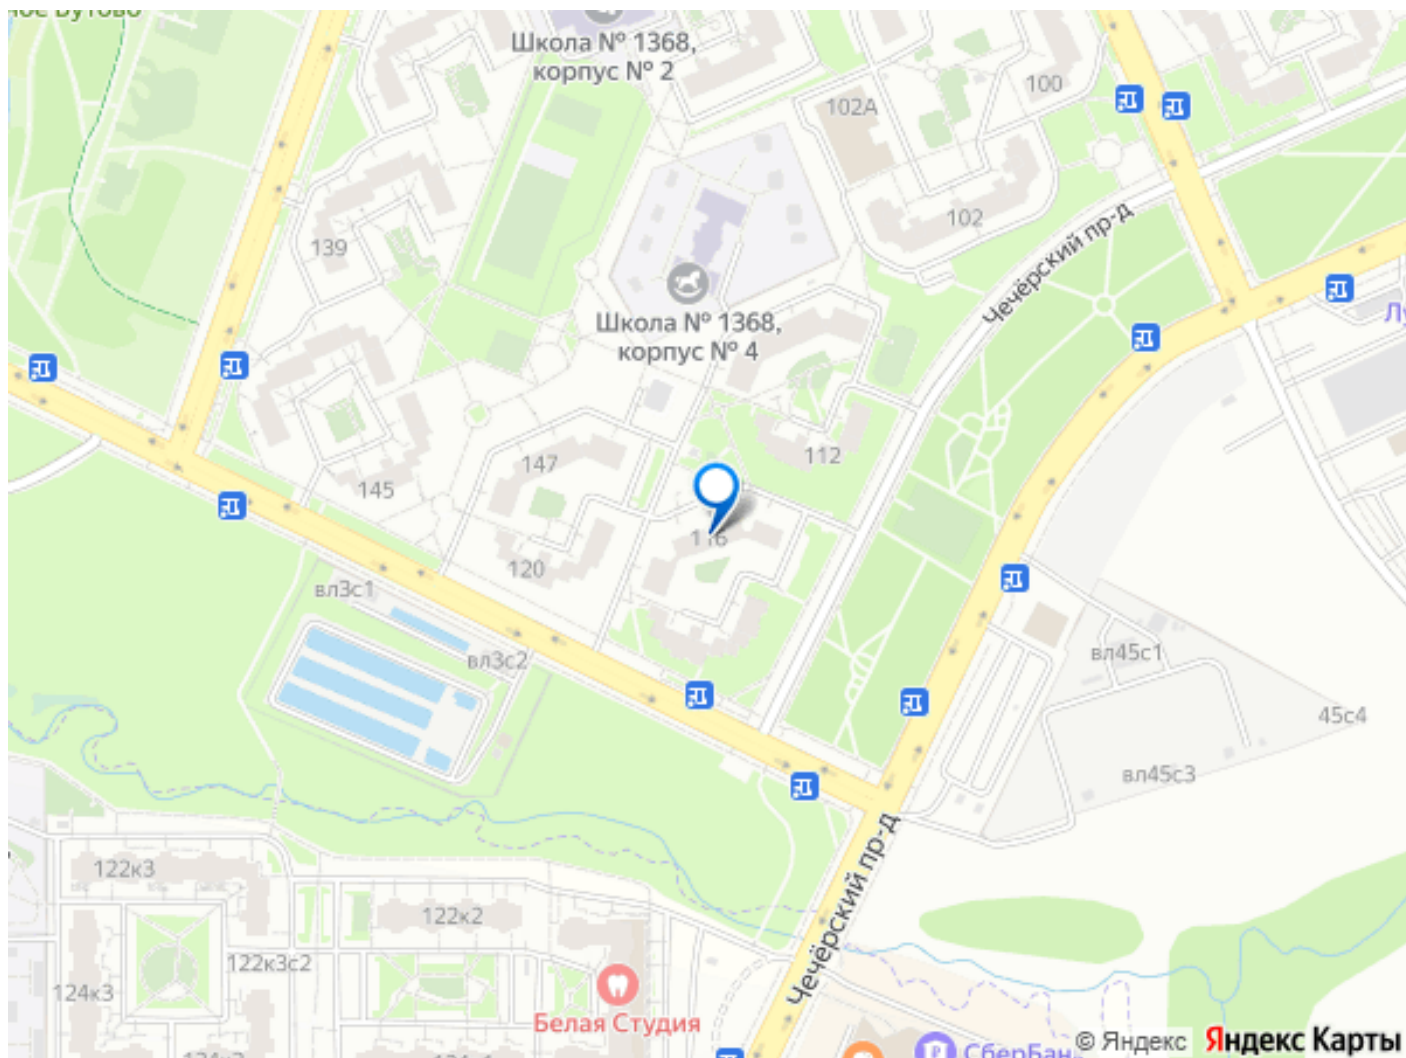 Школа № 1368,
корпус № 2
100
102А
102
Чечёрский пр-д
139
Школа № 1368,
корпус № 4
147
112
145
116
120
вл3с1
вл3с2
вл45с1
45с4
вл45с3
Чечёрский пр-д
122к3
122к2
122к3с2
124к3
Белая Студия
СберБан
© Яндекс Яндекс Карты